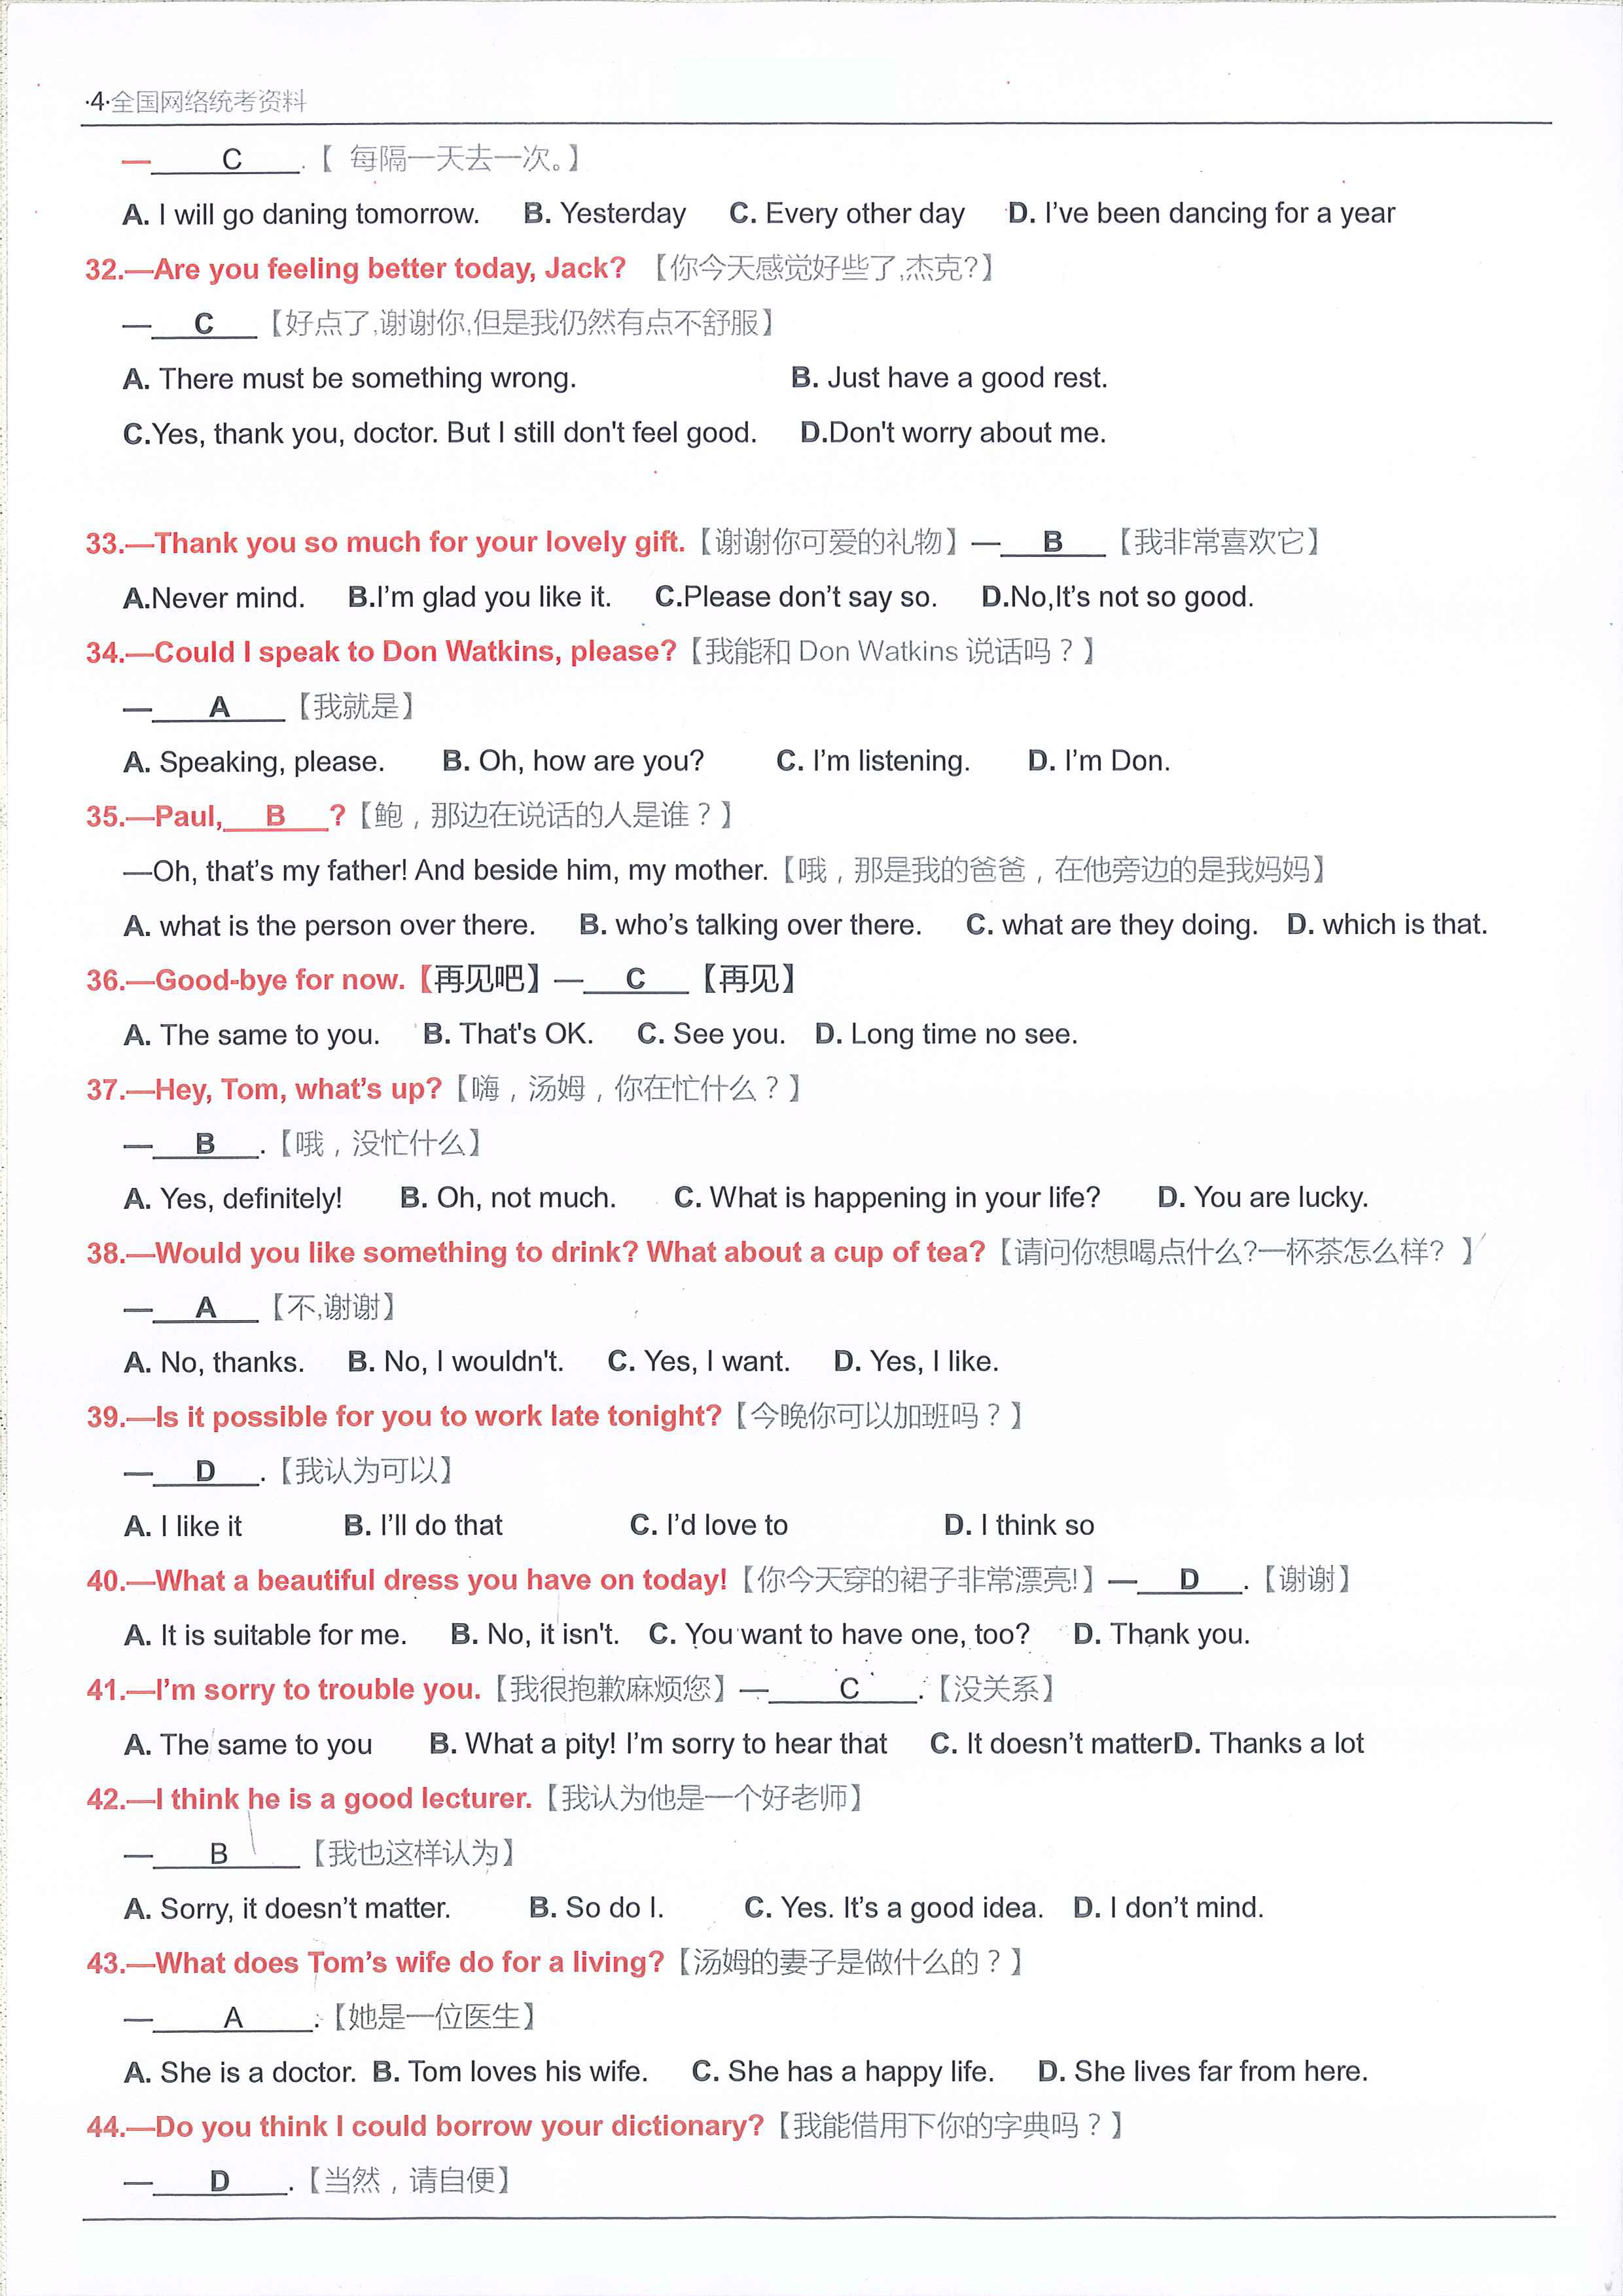 ·4·全国网络统考资料
—    C    .【 每隔一天去一次。】
A. I will go daning tomorrow. B. Yesterday C. Every other day D. I’ve been dancing for a year
32.—Are you feeling better today, Jack? 【你今天感觉好些了,杰克?】
—  C  【好点了,谢谢你,但是我仍然有点不舒服】
A. There must be something wrong. B. Just have a good rest.
C.Yes, thank you, doctor. But I still don't feel good. D.Don't worry about me.
33.—Thank you so much for your lovely gift.【谢谢你可爱的礼物】—  B  【我非常喜欢它】
A.Never mind. B.I’m glad you like it. C.Please don’t say so. D.No,It’s not so good.
34.—Could I speak to Don Watkins, please?【我能和 Don Watkins 说话吗？】
—  A  【我就是】
A. Speaking, please. B. Oh, how are you? C. I’m listening. D. I’m Don.
35.—Paul,  B  ?【鲍，那边在说话的人是谁？】
—Oh, that’s my father! And beside him, my mother.【哦，那是我的爸爸，在他旁边的是我妈妈】
A. what is the person over there. B. who’s talking over there. C. what are they doing. D. which is that.
36.—Good-bye for now.【再见吧】—  C  【再见】
A. The same to you. B. That's OK. C. See you. D. Long time no see.
37.—Hey, Tom, what’s up?【嗨，汤姆，你在忙什么？】
—  B  .【哦，没忙什么】
A. Yes, definitely! B. Oh, not much. C. What is happening in your life? D. You are lucky.
38.—Would you like something to drink? What about a cup of tea?【请问你想喝点什么?一杯茶怎么样? 】
—  A  【不,谢谢】
A. No, thanks. B. No, I wouldn't. C. Yes, I want. D. Yes, I like.
39.—Is it possible for you to work late tonight?【今晚你可以加班吗？】
—  D  .【我认为可以】
A. I like it B. I’ll do that C. I’d love to D. I think so
40.—What a beautiful dress you have on today!【你今天穿的裙子非常漂亮!】—  D  .【谢谢】
A. It is suitable for me. B. No, it isn't. C. You want to have one, too? D. Thank you.
41.—I’m sorry to trouble you.【我很抱歉麻烦您】—  C  .【没关系】
A. The same to you B. What a pity! I’m sorry to hear that C. It doesn’t matterD. Thanks a lot
42.—I think he is a good lecturer.【我认为他是一个好老师】
—  B  【我也这样认为】
A. Sorry, it doesn’t matter. B. So do I. C. Yes. It’s a good idea. D. I don’t mind.
43.—What does Tom’s wife do for a living?【汤姆的妻子是做什么的？】
—  A  .【她是一位医生】
A. She is a doctor. B. Tom loves his wife. C. She has a happy life. D. She lives far from here.
44.—Do you think I could borrow your dictionary?【我能借用下你的字典吗？】
—  D  .【当然，请自便】